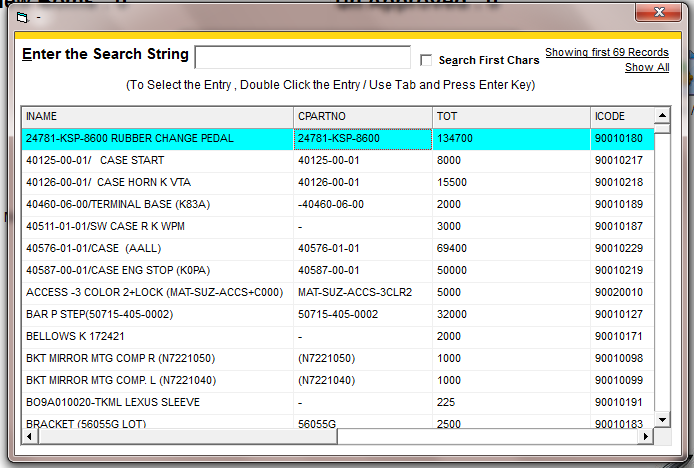 -
Enter the Search String
Search First Chars
Showing first 69 Records
Show All
(To Select the Entry , Double Click the Entry / Use Tab and Press Enter Key)
INAME CPARTNO TOT ICODE
24781-KSP-8600 RUBBER CHANGE PEDAL 24781-KSP-8600 134700 90010180
40125-00-01/ CASE START 40125-00-01 8000 90010217
40126-00-01/ CASE HORN K VTA 40126-00-01 15500 90010218
40460-06-00/TERMINAL BASE (K83A) -40460-06-00 2000 90010189
40511-01-01/SW CASE R K WPM - 3000 90010187
40576-01-01/CASE (AALL) 40576-01-01 69400 90010229
40587-00-01/CASE ENG STOP (K0PA) 40587-00-01 50000 90010219
ACCESS -3 COLOR 2+LOCK (MAT-SUZ-ACCS+C000) MAT-SUZ-ACCS-3CLR2 5000 90020010
BAR P STEP(50715-405-0002) 50715-405-0002 32000 90010127
BELLOWS K 172421 - 2000 90010171
BKT MIRROR MTG COMP R (N7221050) (N7221050) 1000 90010098
BKT MIRROR MTG COMP. L (N7221040) (N7221040) 1000 90010099
BO9A010020-TKML LEXUS SLEEVE - 225 90010191
BRACKET (56055G LOT) 56055G 2500 90010183